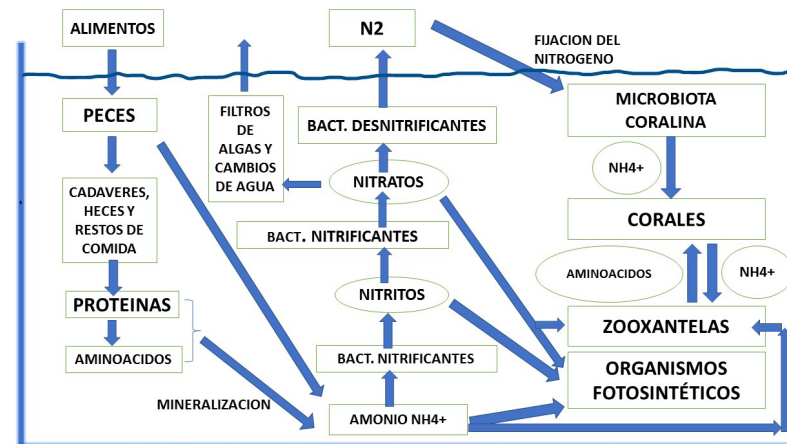 ALIMENTOS
PECES
CADAVERES,
HECES Y
RESTOS DE
COMIDA
PROTEINAS
AMINOACIDOS
MINERALIZACION
FILTROS
DE
ALGAS Y
CAMBIOS
DE AGUA
N2
BACT. DESNITRIFICANTES
NITRATOS
BACT. NITRIFICANTES
NITRITOS
BACT. NITRIFICANTES
AMONIO NH4+
FIJACION DEL
NITROGENO
MICROBIOTA
CORALINA
NH4+
CORALES
AMINOACIDOS
NH4+
ZOOXANTELAS
ORGANISMOS
FOTOSINTÉTICOS